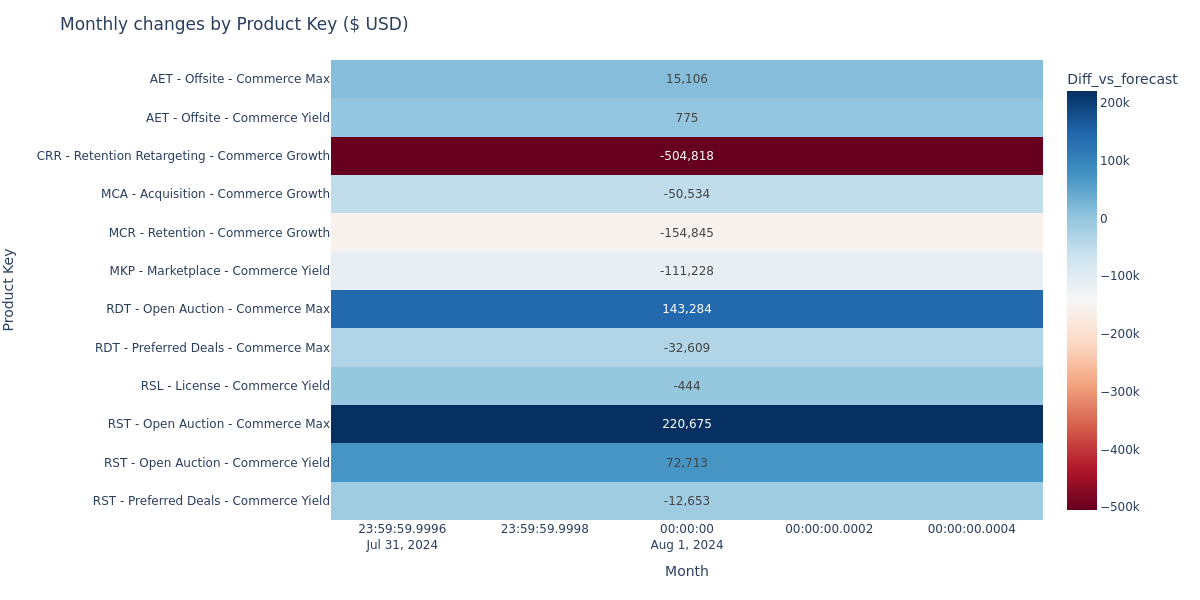 Monthly changes by Product Key ($ USD)
Product Key
AET - Offsite - Commerce Max 15,106
AET - Offsite - Commerce Yield 775
CRR - Retention Retargeting - Commerce Growth -504,818
MCA - Acquisition - Commerce Growth -50,534
MCR - Retention - Commerce Growth -154,845
MKP - Marketplace - Commerce Yield -111,228
RDT - Open Auction - Commerce Max 143,284
RDT - Preferred Deals - Commerce Max -32,609
RSL - License - Commerce Yield -444
RST - Open Auction - Commerce Max 220,675
RST - Open Auction - Commerce Yield 72,713
RST - Preferred Deals - Commerce Yield -12,653
23:59:59.9996 23:59:59.9998 00:00:00 00:00:00.0002 00:00:00.0004
Jul 31, 2024 Aug 1, 2024
Month
Diff_vs_forecast
200k
100k
0
−100k
−200k
−300k
−400k
−500k